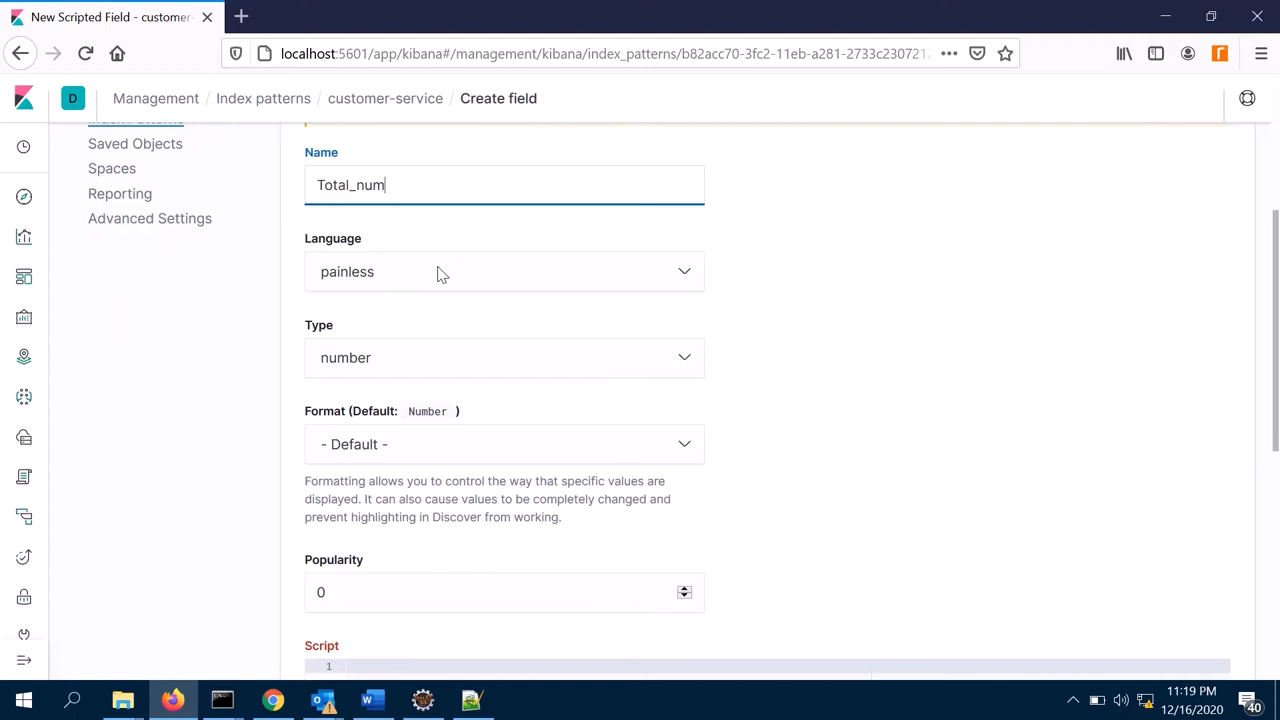 New Scripted Field - customer-
localhost:5601/app/kibana#/management/kibana/index_patterns/b82acc70-3fc2-11eb-a281-2733c2307212
D
Management / Index patterns / customer-service / Create field
Saved Objects
Spaces
Reporting
Advanced Settings
Name
Total_num
Language
painless
Type
number
Format (Default: Number )
- Default -
Formatting allows you to control the way that specific values are
displayed. It can also cause values to be completely changed and
prevent highlighting in Discover from working.
Popularity
0
Script
1
11:19 PM
12/16/2020
40